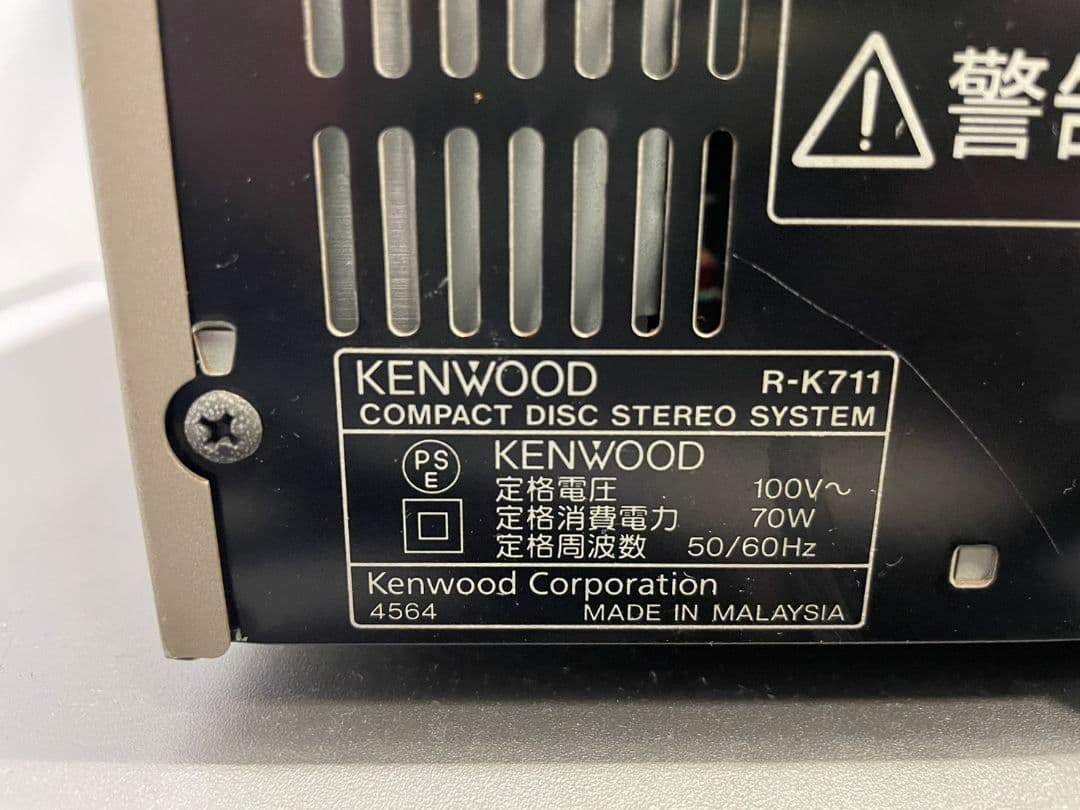 警告
KENWOOD R-K711
COMPACT DISC STEREO SYSTEM
PS
E
KENWOOD
定格電圧 100V～
定格消費電力 70W
定格周波数 50/60Hz
Kenwood Corporation
4564 MADE IN MALAYSIA